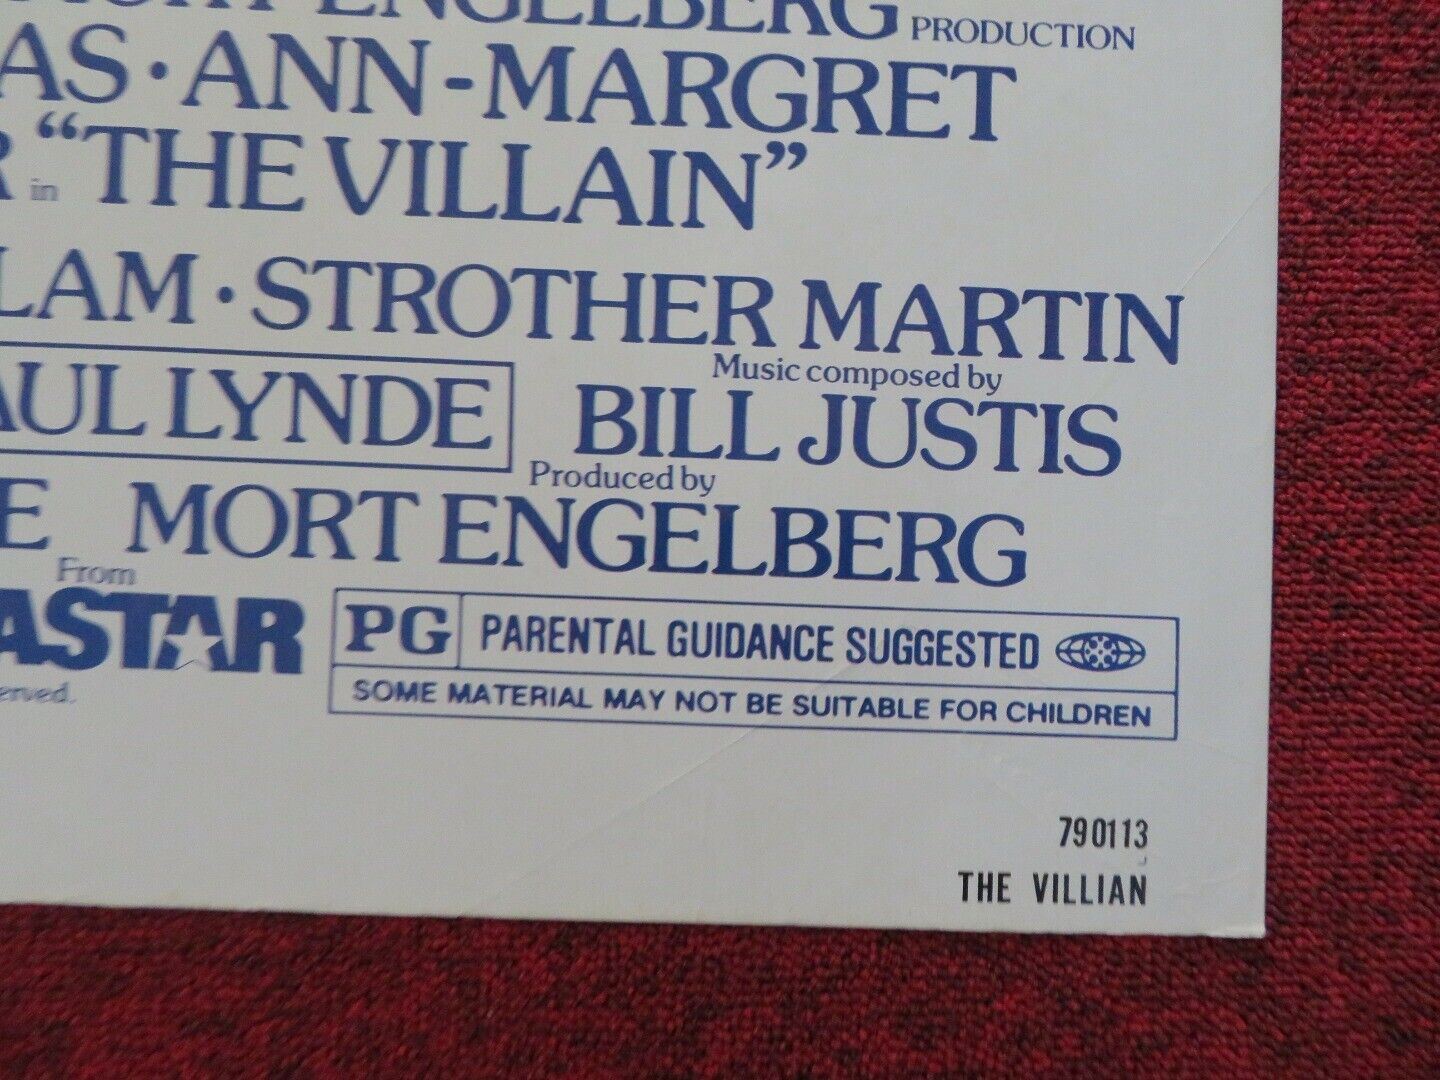 ENGELBERG PRODUCTION
AS · ANN-MARGRET
R in "THE VILLAIN"
LAM · STROTHER MARTIN
Music composed by
AUL LYNDE BILL JUSTIS
Produced by
E MORT ENGELBERG
From
ASTAR PG PARENTAL GUIDANCE SUGGESTED
erved. SOME MATERIAL MAY NOT BE SUITABLE FOR CHILDREN
790113
THE VILLIAN